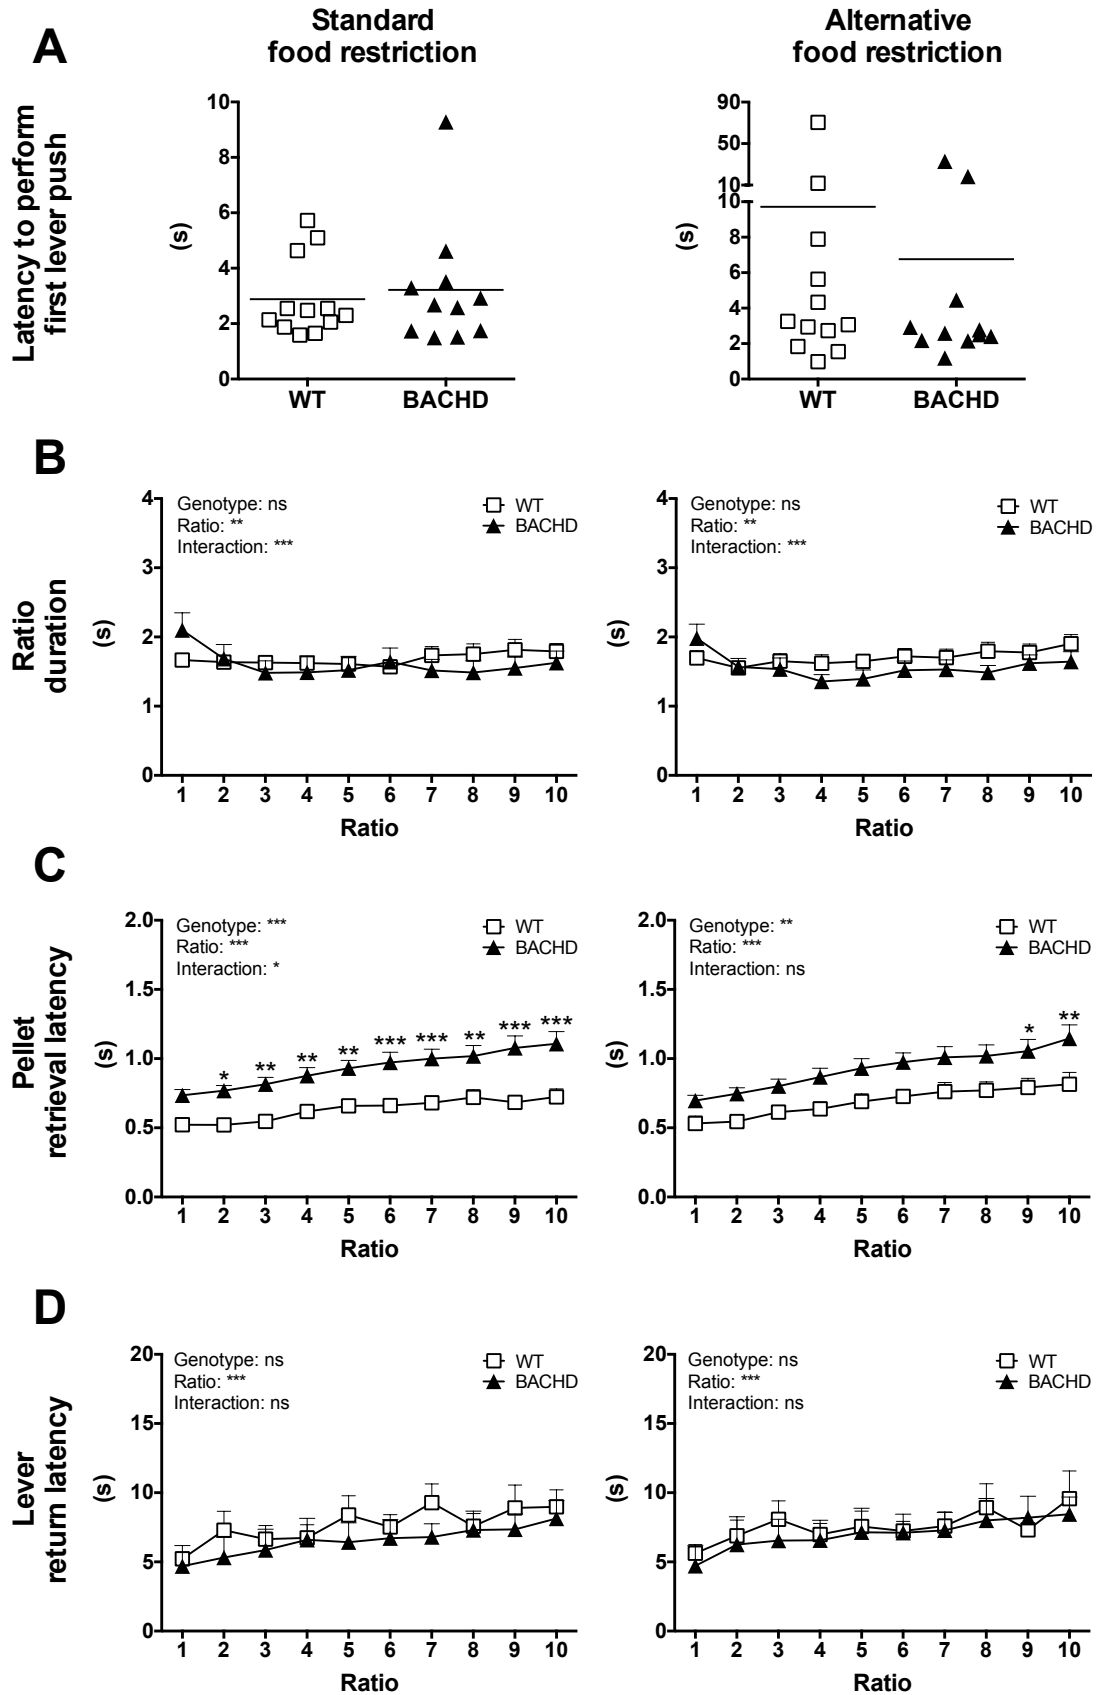 A
Standard
food restriction
Alternative
food restriction
Latency to perform
first lever push
(s)
10
8
6
4
2
0
WT
BACHD
(s)
90
50
10
10
8
6
4
2
0
WT
BACHD
B
Ratio
duration
(s)
4
3
2
1
0
Genotype: ns
Ratio: **
Interaction: ***
WT
BACHD
1 2 3 4 5 6 7 8 9 10
Ratio
(s)
4
3
2
1
0
Genotype: ns
Ratio: **
Interaction: ***
WT
BACHD
1 2 3 4 5 6 7 8 9 10
Ratio
C
Pellet
retrieval latency
(s)
2.0
1.5
1.0
0.5
0.0
Genotype: ***
Ratio: ***
Interaction: *
WT
BACHD
* ** ** ** *** *** ** *** ***
1 2 3 4 5 6 7 8 9 10
Ratio
(s)
2.0
1.5
1.0
0.5
0.0
Genotype: **
Ratio: ***
Interaction: ns
WT
BACHD
* **
1 2 3 4 5 6 7 8 9 10
Ratio
D
Lever
return latency
(s)
20
15
10
5
0
Genotype: ns
Ratio: ***
Interaction: ns
WT
BACHD
1 2 3 4 5 6 7 8 9 10
Ratio
(s)
20
15
10
5
0
Genotype: ns
Ratio: ***
Interaction: ns
WT
BACHD
1 2 3 4 5 6 7 8 9 10
Ratio